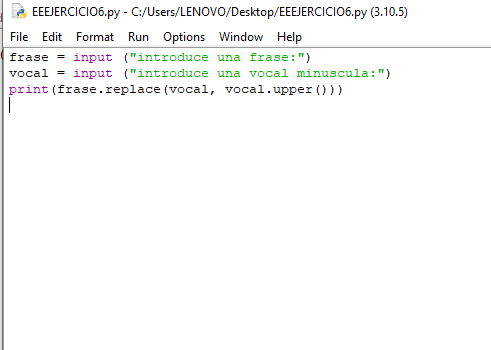 EEEJERCICIO6.py - C:/Users/LENOVO/Desktop/EEEJERCICIO6.py (3.10.5)
File Edit Format Run Options Window Help
frase = input ("introduce una frase:")
vocal = input ("introduce una vocal minuscula:")
print(frase.replace(vocal, vocal.upper()))